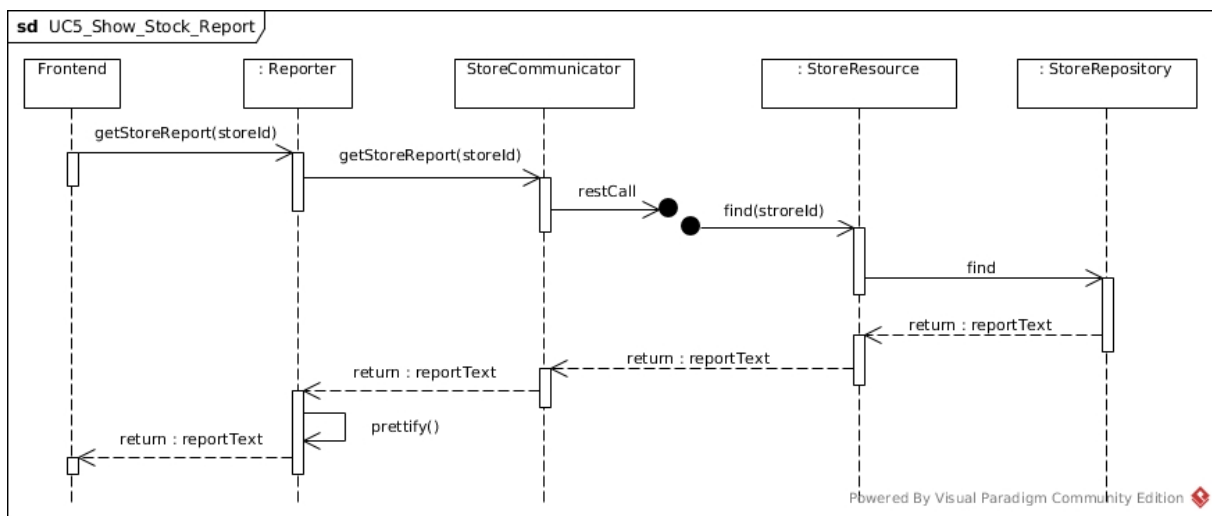 sd UC5_Show_Stock_Report
Frontend
: Reporter
StoreCommunicator
: StoreResource
: StoreRepository
getStoreReport(storeId)
getStoreReport(storeId)
restCall
find(stroreId)
find
return : reportText
return : reportText
return : reportText
prettify()
return : reportText
Powered By Visual Paradigm Community Edition